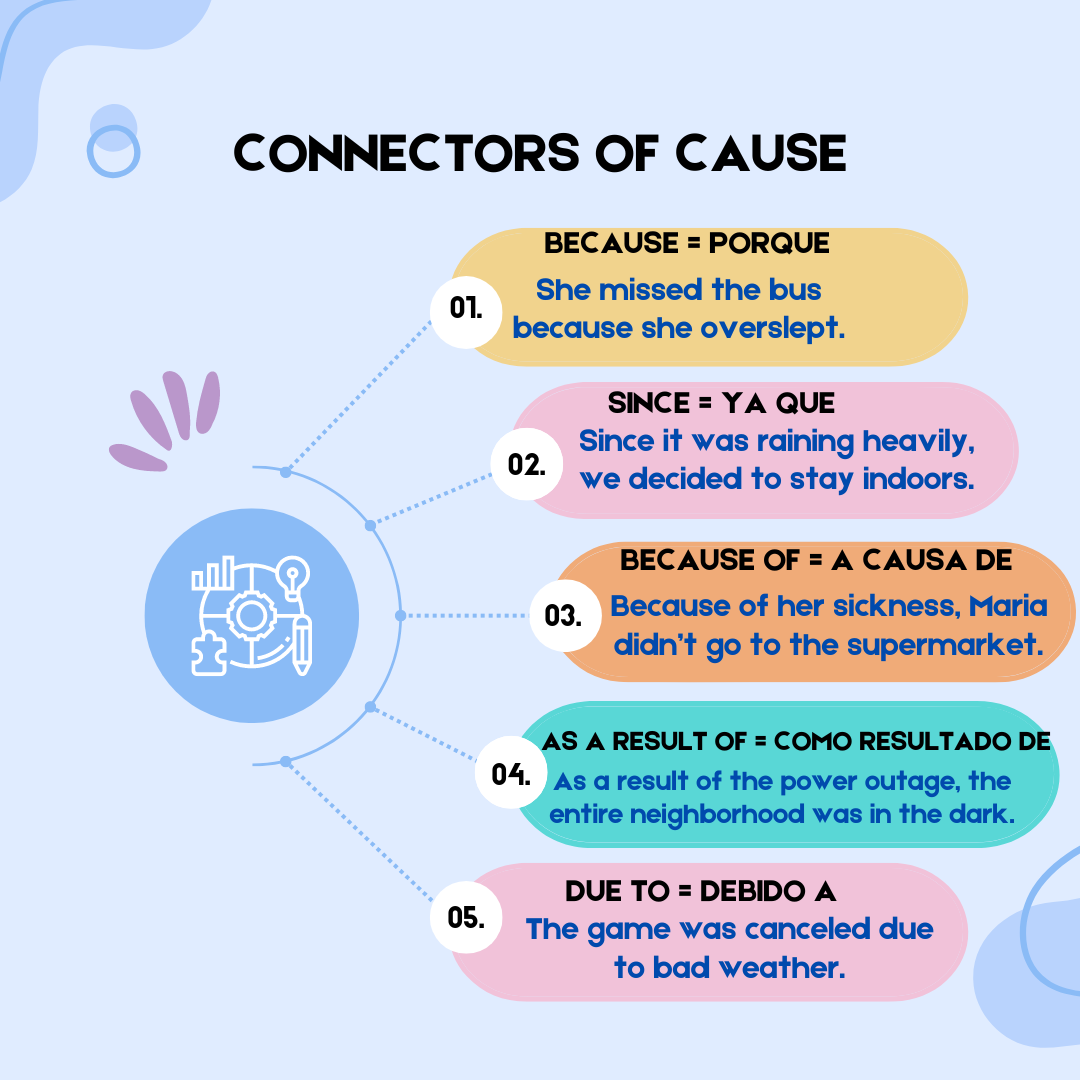 CONNECTORS OF CAUSE
BECAUSE = PORQUE
01.
She missed the bus
because she overslept.
SINCE = YA QUE
02.
Since it was raining heavily,
we decided to stay indoors.
BECAUSE OF = A CAUSA DE
03.
Because of her sickness, Maria
didn't go to the supermarket.
AS A RESULT OF = COMO RESULTADO DE
04.
As a result of the power outage, the
entire neighborhood was in the dark.
DUE TO = DEBIDO A
05.
The game was canceled due
to bad weather.